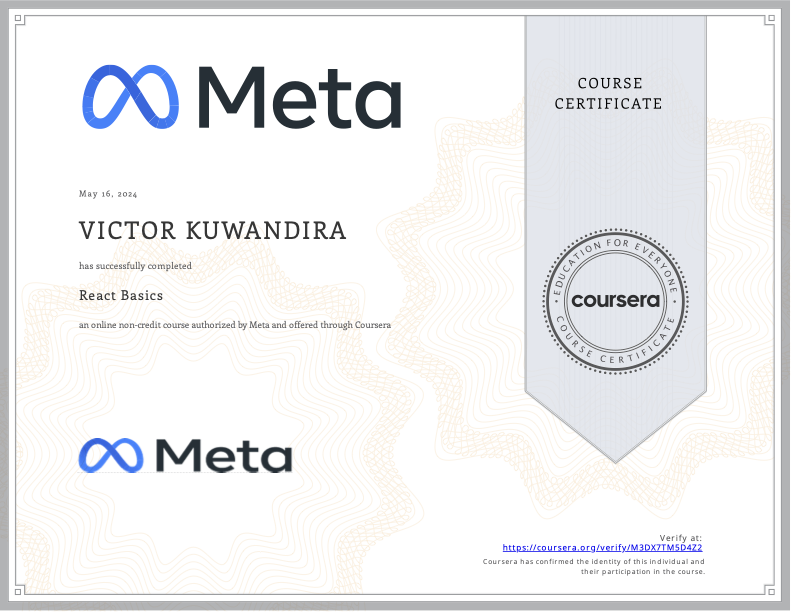 Meta
COURSE
CERTIFICATE
May 16, 2024
VICTOR KUWANDIRA
has successfully completed
React Basics
an online non-credit course authorized by Meta and offered through Coursera
EDUCATION FOR EVERYONE
coursera
COURSE CERTIFICATE
Meta
Verify at:
https://coursera.org/verify/M3DX7TM5D4Z2
Coursera has confirmed the identity of this individual and
their participation in the course.